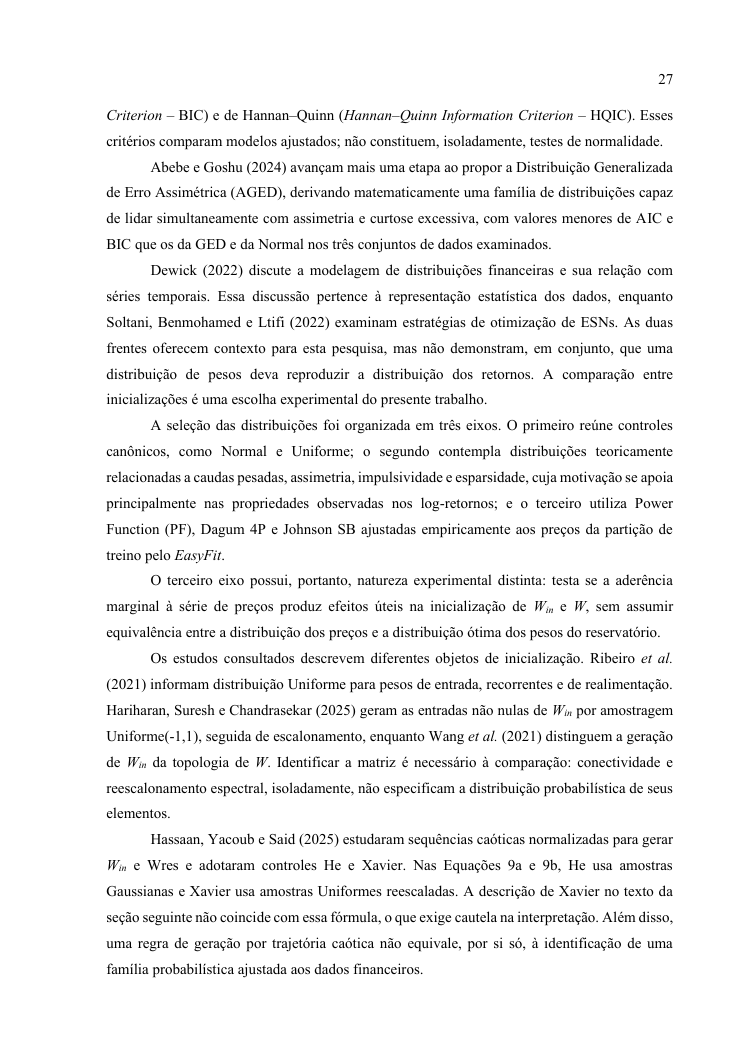 27
Criterion – BIC) e de Hannan–Quinn (Hannan–Quinn Information Criterion – HQIC). Esses
critérios comparam modelos ajustados; não constituem, isoladamente, testes de normalidade.
Abebe e Goshu (2024) avançam mais uma etapa ao propor a Distribuição Generalizada
de Erro Assimétrica (AGED), derivando matematicamente uma família de distribuições capaz
de lidar simultaneamente com assimetria e curtose excessiva, com valores menores de AIC e
BIC que os da GED e da Normal nos três conjuntos de dados examinados.
Dewick (2022) discute a modelagem de distribuições financeiras e sua relação com
séries temporais. Essa discussão pertence à representação estatística dos dados, enquanto
Soltani, Benmohamed e Ltifi (2022) examinam estratégias de otimização de ESNs. As duas
frentes oferecem contexto para esta pesquisa, mas não demonstram, em conjunto, que uma
distribuição de pesos deva reproduzir a distribuição dos retornos. A comparação entre
inicializações é uma escolha experimental do presente trabalho.
A seleção das distribuições foi organizada em três eixos. O primeiro reúne controles
canônicos, como Normal e Uniforme; o segundo contempla distribuições teoricamente
relacionadas a caudas pesadas, assimetria, impulsividade e esparsidade, cuja motivação se apoia
principalmente nas propriedades observadas nos log-retornos; e o terceiro utiliza Power
Function (PF), Dagum 4P e Johnson SB ajustadas empiricamente aos preços da partição de
treino pelo EasyFit.
O terceiro eixo possui, portanto, natureza experimental distinta: testa se a aderência
marginal à série de preços produz efeitos úteis na inicialização de Win e W, sem assumir
equivalência entre a distribuição dos preços e a distribuição ótima dos pesos do reservatório.
Os estudos consultados descrevem diferentes objetos de inicialização. Ribeiro et al.
(2021) informam distribuição Uniforme para pesos de entrada, recorrentes e de realimentação.
Hariharan, Suresh e Chandrasekar (2025) geram as entradas não nulas de Win por amostragem
Uniforme(-1,1), seguida de escalonamento, enquanto Wang et al. (2021) distinguem a geração
de Win da topologia de W. Identificar a matriz é necessário à comparação: conectividade e
reescalonamento espectral, isoladamente, não especificam a distribuição probabilística de seus
elementos.
Hassaan, Yacoub e Said (2025) estudaram sequências caóticas normalizadas para gerar
Win e Wres e adotaram controles He e Xavier. Nas Equações 9a e 9b, He usa amostras
Gaussianas e Xavier usa amostras Uniformes reescaladas. A descrição de Xavier no texto da
seção seguinte não coincide com essa fórmula, o que exige cautela na interpretação. Além disso,
uma regra de geração por trajetória caótica não equivale, por si só, à identificação de uma
família probabilística ajustada aos dados financeiros.